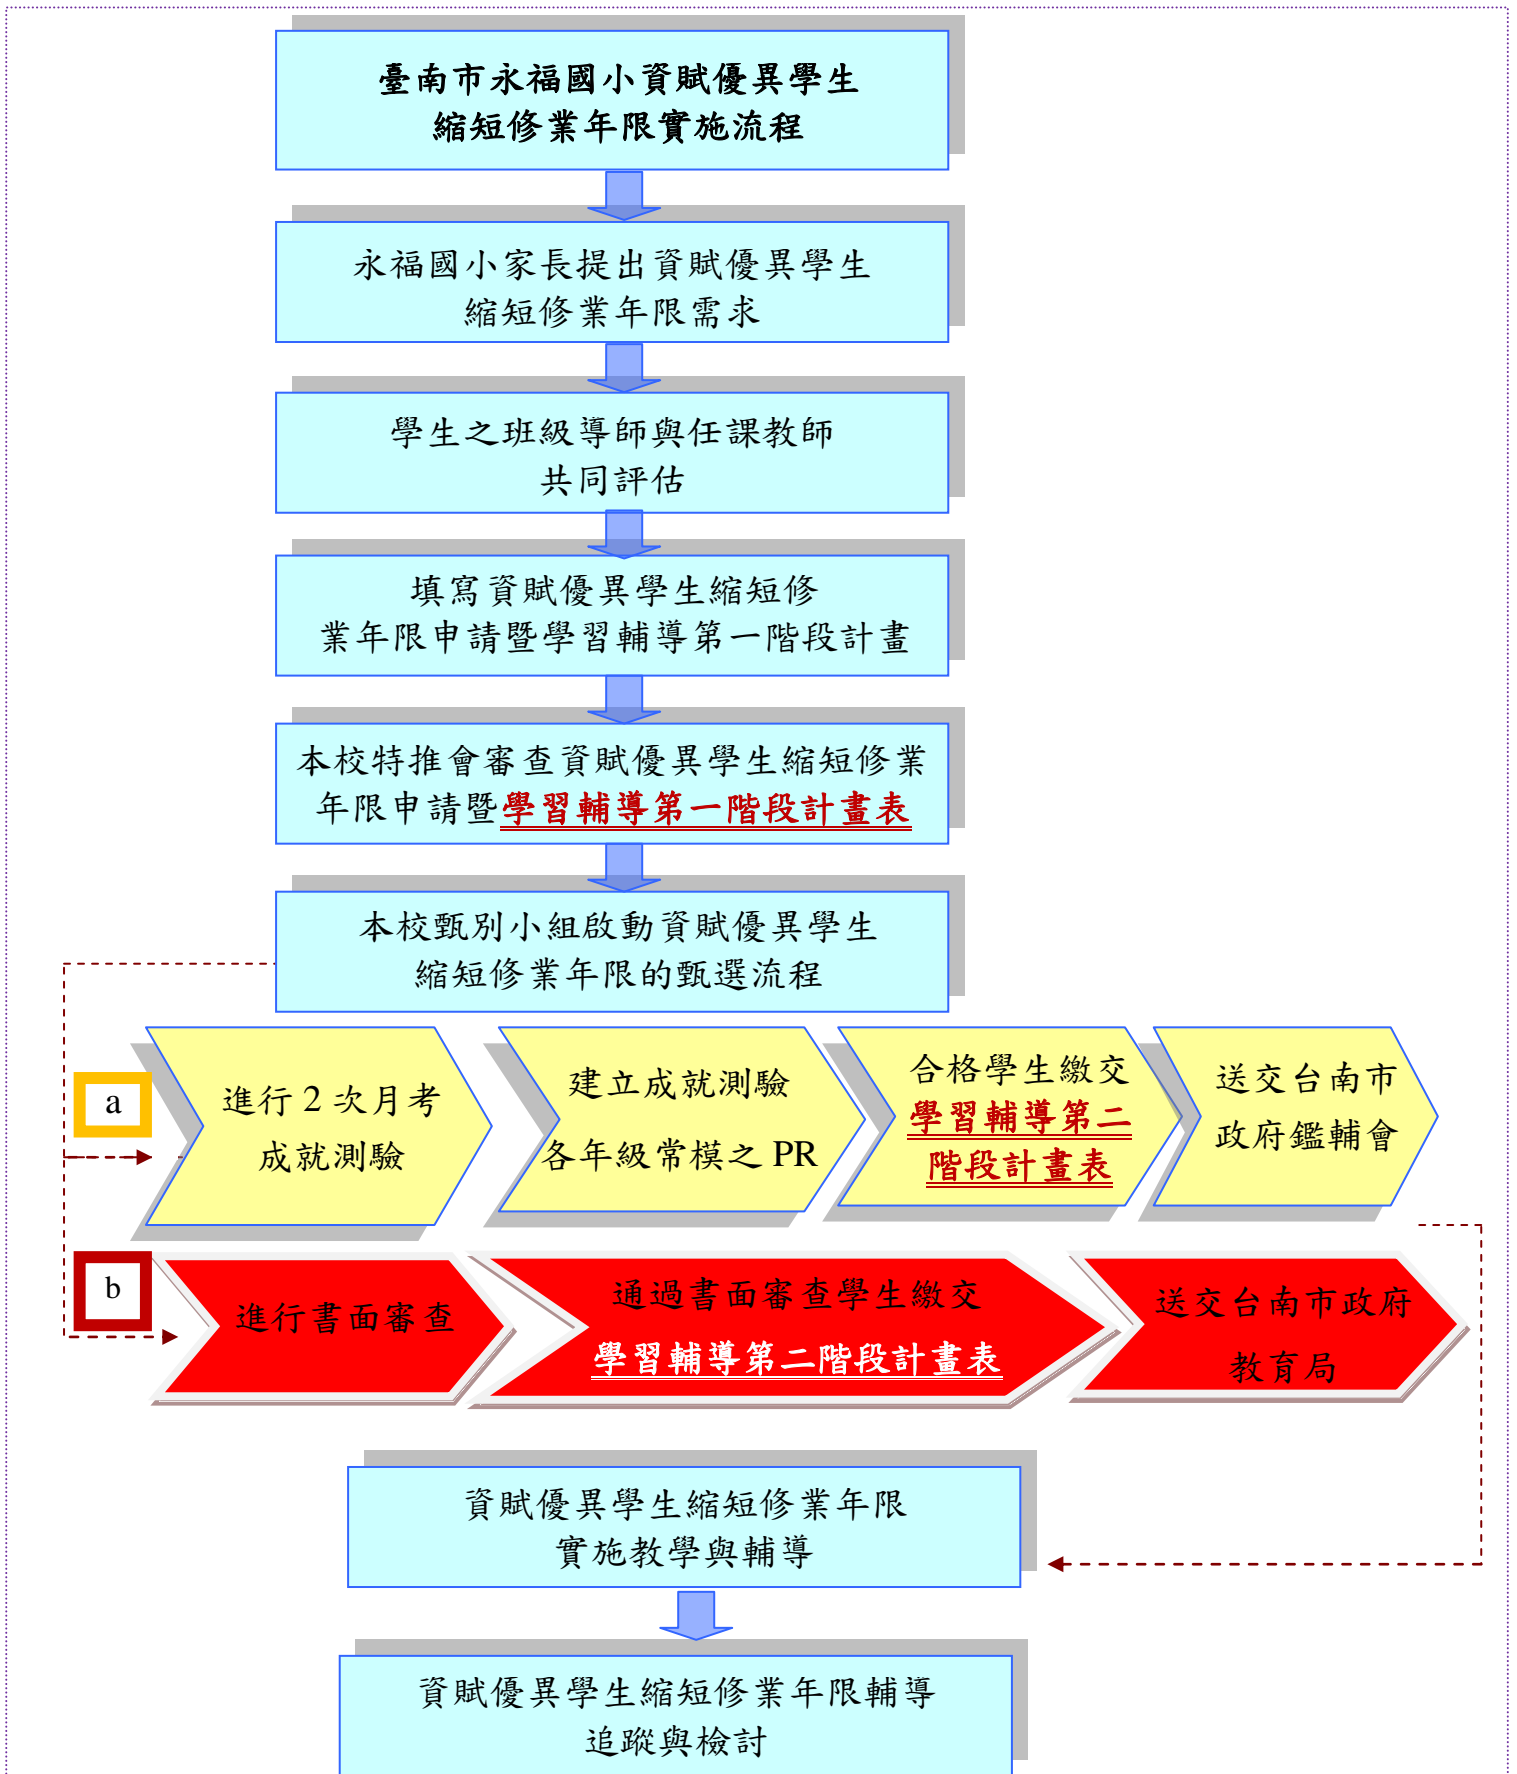 臺南市永福國小資賦優異學生
縮短修業年限實施流程
永福國小家長提出資賦優異學生
縮短修業年限需求
學生之班級導師與任課教師
共同評估
填寫資賦優異學生縮短修
業年限申請暨學習輔導第一階段計畫
本校特推會審查資賦優異學生縮短修業
年限申請暨學習輔導第一階段計畫表
本校甄別小組啟動資賦優異學生
縮短修業年限的甄選流程
a
進行 2 次月考
成就測驗
建立成就測驗
各年級常模之 PR
合格學生繳交
學習輔導第二
階段計畫表
送交台南市
政府鑑輔會
b
進行書面審查
通過書面審查學生繳交
學習輔導第二階段計畫表
送交台南市政府
教育局
資賦優異學生縮短修業年限
實施教學與輔導
資賦優異學生縮短修業年限輔導
追蹤與檢討